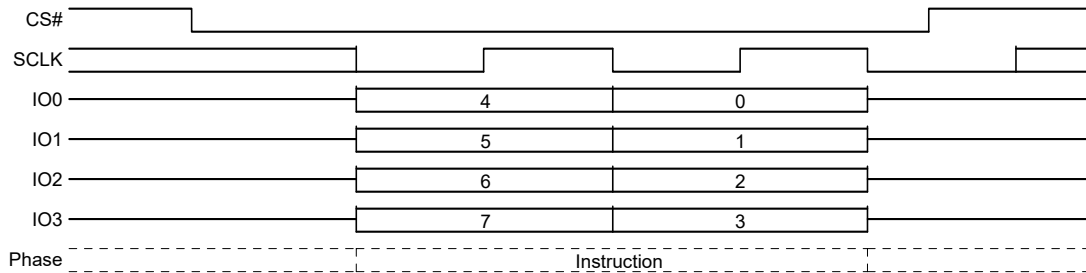 CS#
SCLK
IO0 4 0
IO1 5 1
IO2 6 2
IO3 7 3
Phase Instruction